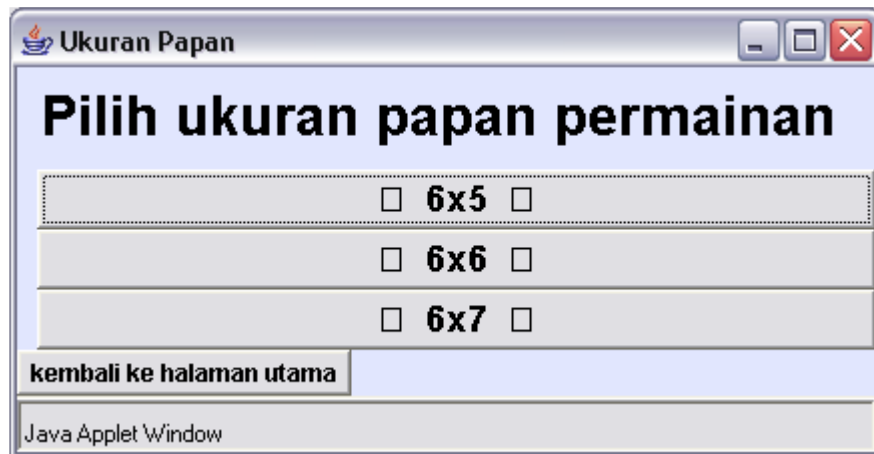 Ukuran Papan
Pilih ukuran papan permainan
□ 6x5 □
□ 6x6 □
□ 6x7 □
kembali ke halaman utama
Java Applet Window